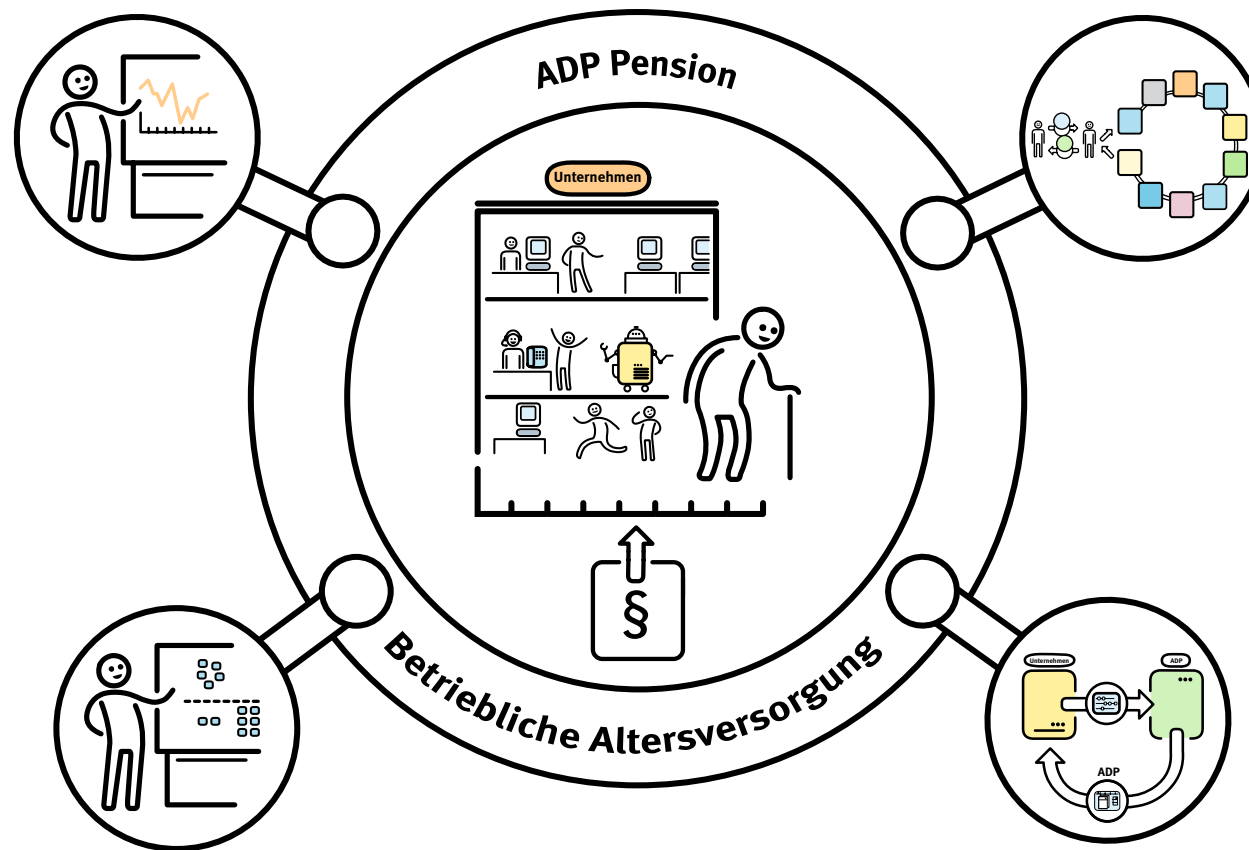 ADP Pension
Unternehmen
§
Betriebliche Altersversorgung
Unternehmen
ADP
ADP